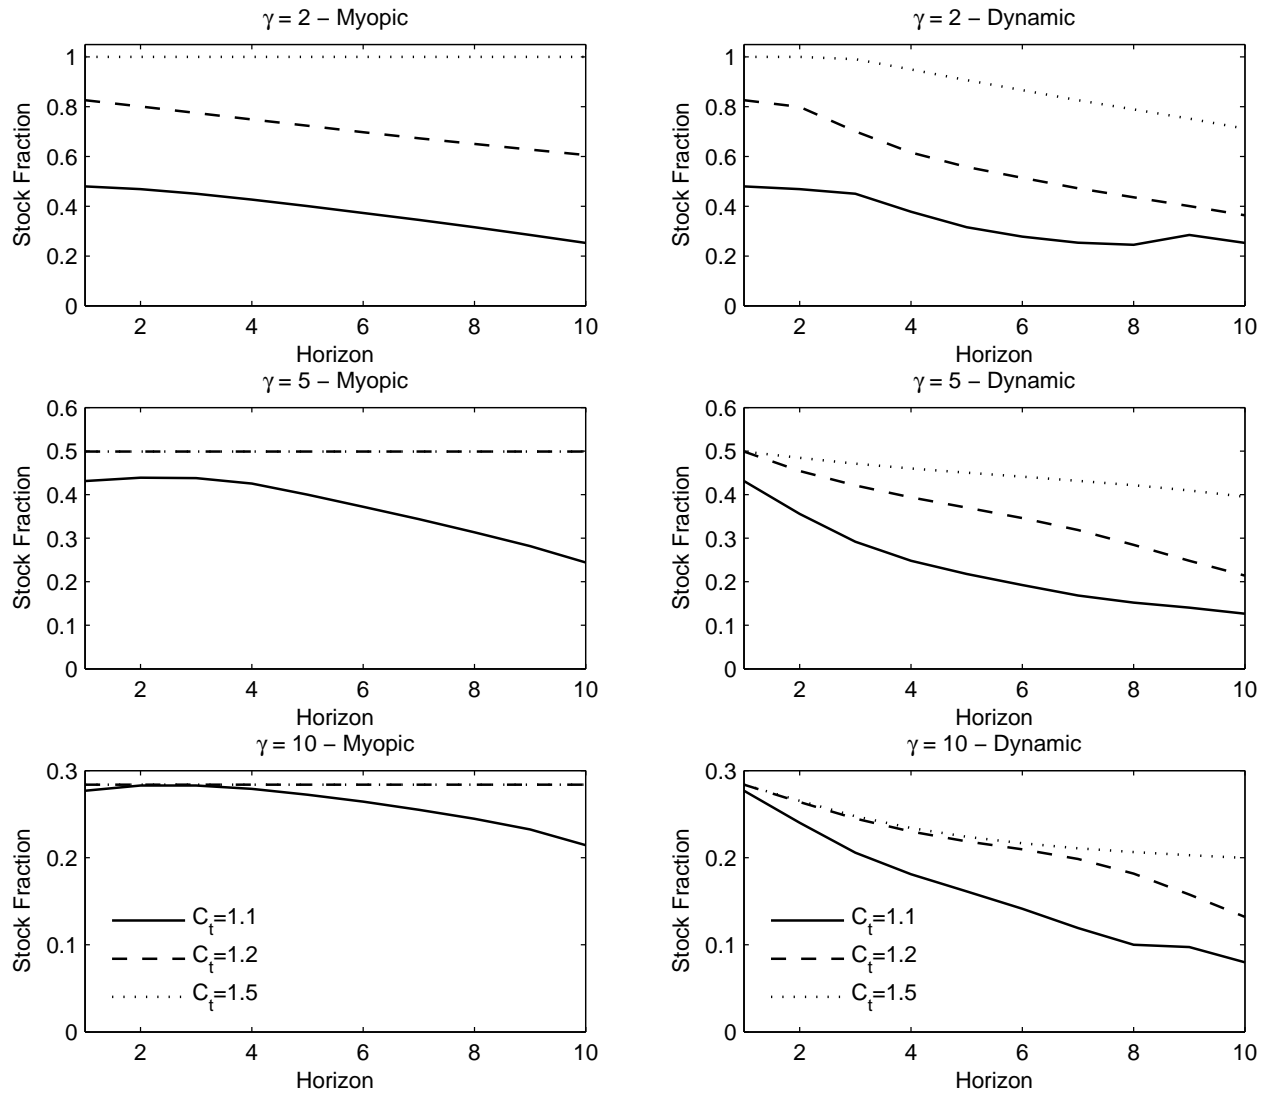 γ = 2 − Myopic
Stock Fraction
1
0.8
0.6
0.4
0.2
0
2 4 6 8 10
Horizon
γ = 2 − Dynamic
Stock Fraction
1
0.8
0.6
0.4
0.2
0
2 4 6 8 10
Horizon
γ = 5 − Myopic
Stock Fraction
0.6
0.5
0.4
0.3
0.2
0.1
0
2 4 6 8 10
Horizon
γ = 5 − Dynamic
Stock Fraction
0.6
0.5
0.4
0.3
0.2
0.1
0
2 4 6 8 10
Horizon
γ = 10 − Myopic
Stock Fraction
0.3
0.2
0.1
0
C_t=1.1
C_t=1.2
C_t=1.5
2 4 6 8 10
Horizon
γ = 10 − Dynamic
Stock Fraction
0.3
0.2
0.1
0
C_t=1.1
C_t=1.2
C_t=1.5
2 4 6 8 10
Horizon